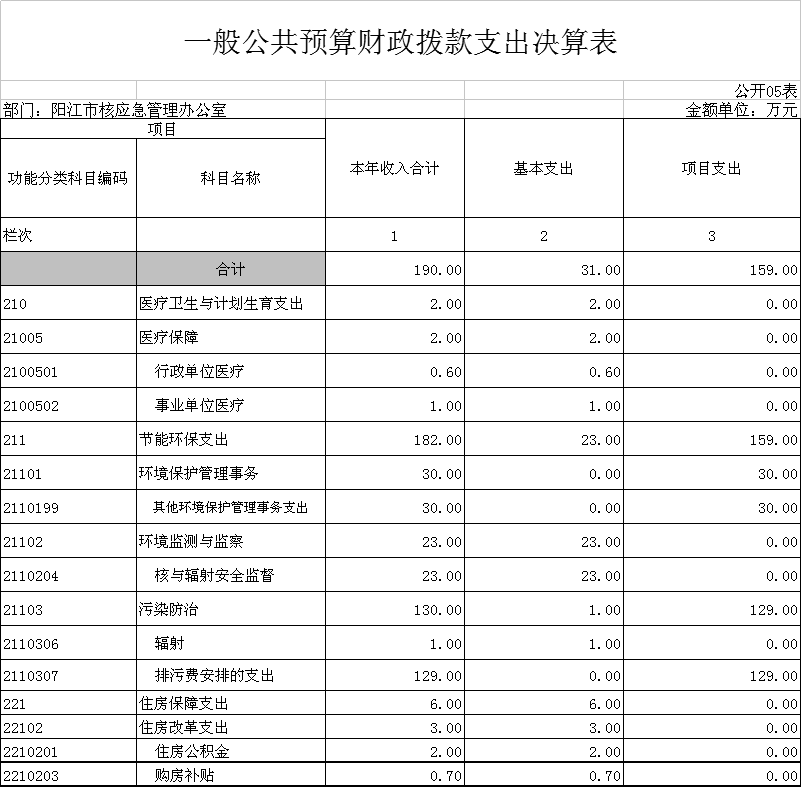 一般公共预算财政拨款支出决算表
公开05表
部门：阳江市核应急管理办公室 金额单位：万元
项目 本年收入合计 基本支出 项目支出
功能分类科目编码 科目名称
栏次 1 2 3
合计 190.00 31.00 159.00
210 医疗卫生与计划生育支出 2.00 2.00 0.00
21005 医疗保障 2.00 2.00 0.00
2100501 行政单位医疗 0.60 0.60 0.00
2100502 事业单位医疗 1.00 1.00 0.00
211 节能环保支出 182.00 23.00 159.00
21101 环境保护管理事务 30.00 0.00 30.00
2110199 其他环境保护管理事务支出 30.00 0.00 30.00
21102 环境监测与监察 23.00 23.00 0.00
2110204 核与辐射安全监督 23.00 23.00 0.00
21103 污染防治 130.00 1.00 129.00
2110306 辐射 1.00 1.00 0.00
2110307 排污费安排的支出 129.00 0.00 129.00
221 住房保障支出 6.00 6.00 0.00
22102 住房改革支出 3.00 3.00 0.00
2210201 住房公积金 2.00 2.00 0.00
2210203 购房补贴 0.70 0.70 0.00